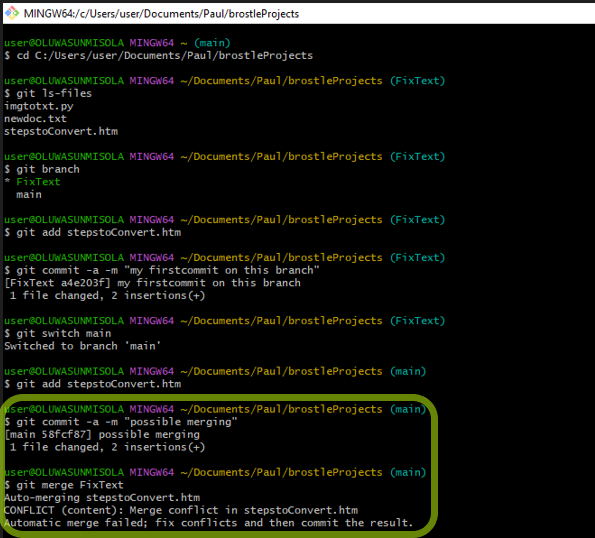 MINGW64:/c/Users/user/Documents/Paul/brostleProjects
user@OLUWASUNMISOLA MINGW64 ~ (main)
$ cd C:/Users/user/Documents/Paul/brostleProjects
user@OLUWASUNMISOLA MINGW64 ~/Documents/Paul/brostleProjects (FixText)
$ git ls-files
imgtotxt.py
newdoc.txt
stepstoConvert.htm
user@OLUWASUNMISOLA MINGW64 ~/Documents/Paul/brostleProjects (FixText)
$ git branch
* FixText
  main
user@OLUWASUNMISOLA MINGW64 ~/Documents/Paul/brostleProjects (FixText)
$ git add stepstoConvert.htm
user@OLUWASUNMISOLA MINGW64 ~/Documents/Paul/brostleProjects (FixText)
$ git commit -a -m "my firstcommit on this branch"
[FixText a4e203f] my firstcommit on this branch
 1 file changed, 2 insertions(+)
user@OLUWASUNMISOLA MINGW64 ~/Documents/Paul/brostleProjects (FixText)
$ git switch main
Switched to branch 'main'
user@OLUWASUNMISOLA MINGW64 ~/Documents/Paul/brostleProjects (main)
$ git add stepstoConvert.htm
user@OLUWASUNMISOLA MINGW64 ~/Documents/Paul/brostleProjects (main)
$ git commit -a -m "possible merging"
[main 58fcf87] possible merging
 1 file changed, 2 insertions(+)
user@OLUWASUNMISOLA MINGW64 ~/Documents/Paul/brostleProjects (main)
$ git merge FixText
Auto-merging stepstoConvert.htm
CONFLICT (content): Merge conflict in stepstoConvert.htm
Automatic merge failed; fix conflicts and then commit the result.